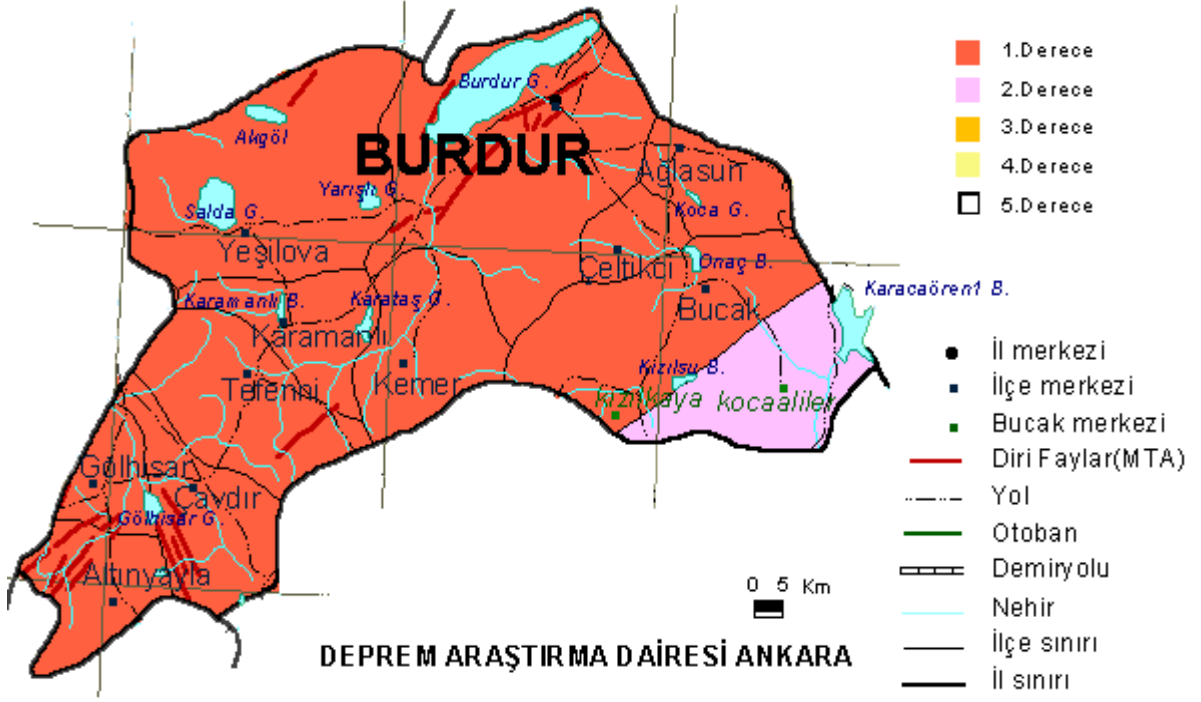 Burdur G.
Akgöl
BURDUR
Ağlasun
Yarışlı G.
Salda G.
Koca G.
Yeşilova
Çeltikci
Onaç B.
Karacaören1 B.
Karamanlı B.
Karataş G.
Bucak
Karamanlı
Tefenni
Kemer
Kızılsu B.
kızılkaya
kocaaliler
Gölhisar
Çavdır
Gölhisar G.
Altınyayla
1.Derece
2.Derece
3.Derece
4.Derece
5.Derece
İl merkezi
İlçe merkezi
Bucak merkezi
Diri Faylar(MTA)
Yol
Otoban
Demiryolu
Nehir
İlçe sınırı
İl sınırı
0 5 Km
DEPREM ARAŞTIRMA DAİRESİ ANKARA